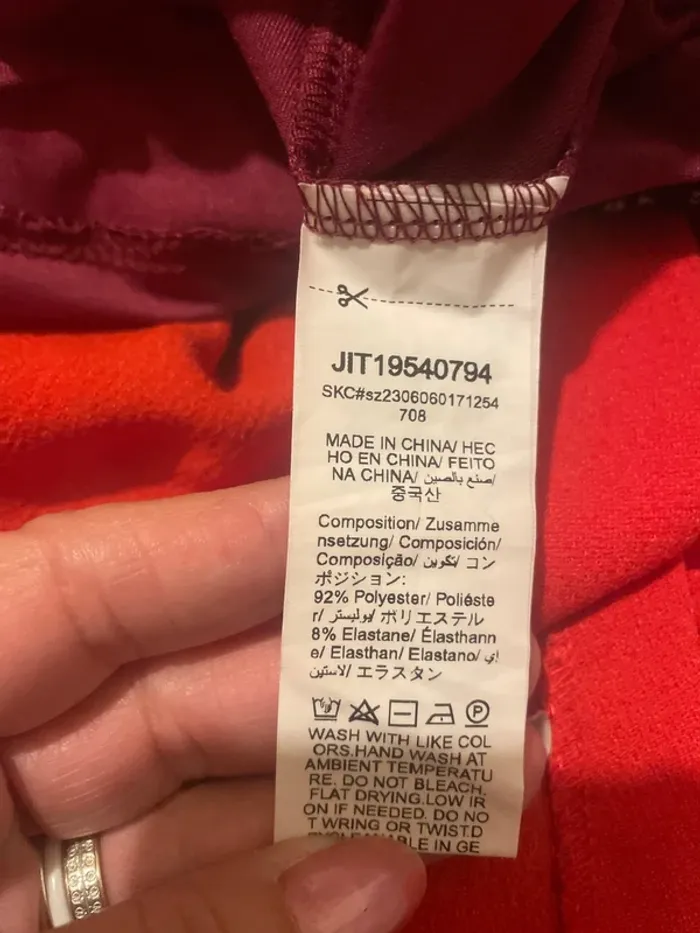 JIT19540794
SKC#sz2306060171254
708
MADE IN CHINA/ HEC
HO EN CHINA/ FEITO
NA CHINA/ صنع بالصين/
중국산
Composition/ Zusamme
nsetzung/ Composición/
Composição/ تكوين/ コン
ポジション:
92% Polyester/ Poliéste
r/ بوليستر/ ポリエステル
8% Elastane/ Élasthann
e/ Elasthan/ Elastano/ إي
لاستين/ エラスタン
P
WASH WITH LIKE COL
ORS.HAND WASH AT
AMBIENT TEMPERATU
RE. DO NOT BLEACH.
FLAT DRYING.LOW IR
ON IF NEEDED. DO NO
T WRING OR TWIST.D
LE IN GE